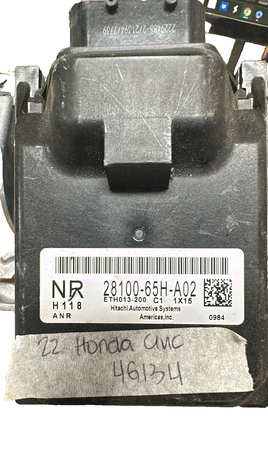 NR
H118
ANR
28100-65H-A02
ETH013-200 C1 1X15
Hitachi Automotive Systems
Americas,Inc.
0984
22 Honda Civic
46134